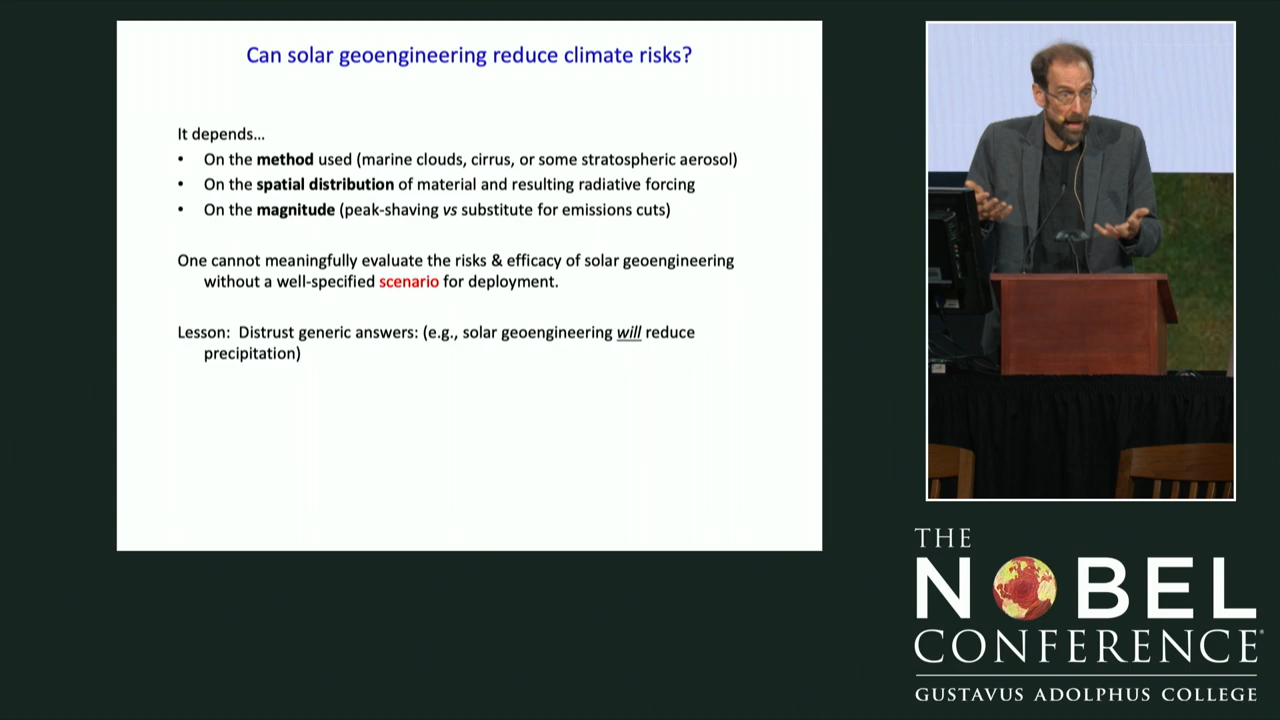 Can solar geoengineering reduce climate risks?
It depends...
• On the method used (marine clouds, cirrus, or some stratospheric aerosol)
• On the spatial distribution of material and resulting radiative forcing
• On the magnitude (peak-shaving vs substitute for emissions cuts)
One cannot meaningfully evaluate the risks & efficacy of solar geoengineering
without a well-specified scenario for deployment.
Lesson: Distrust generic answers: (e.g., solar geoengineering will reduce
precipitation)
THE
NOBEL
CONFERENCE®
GUSTAVUS ADOLPHUS COLLEGE